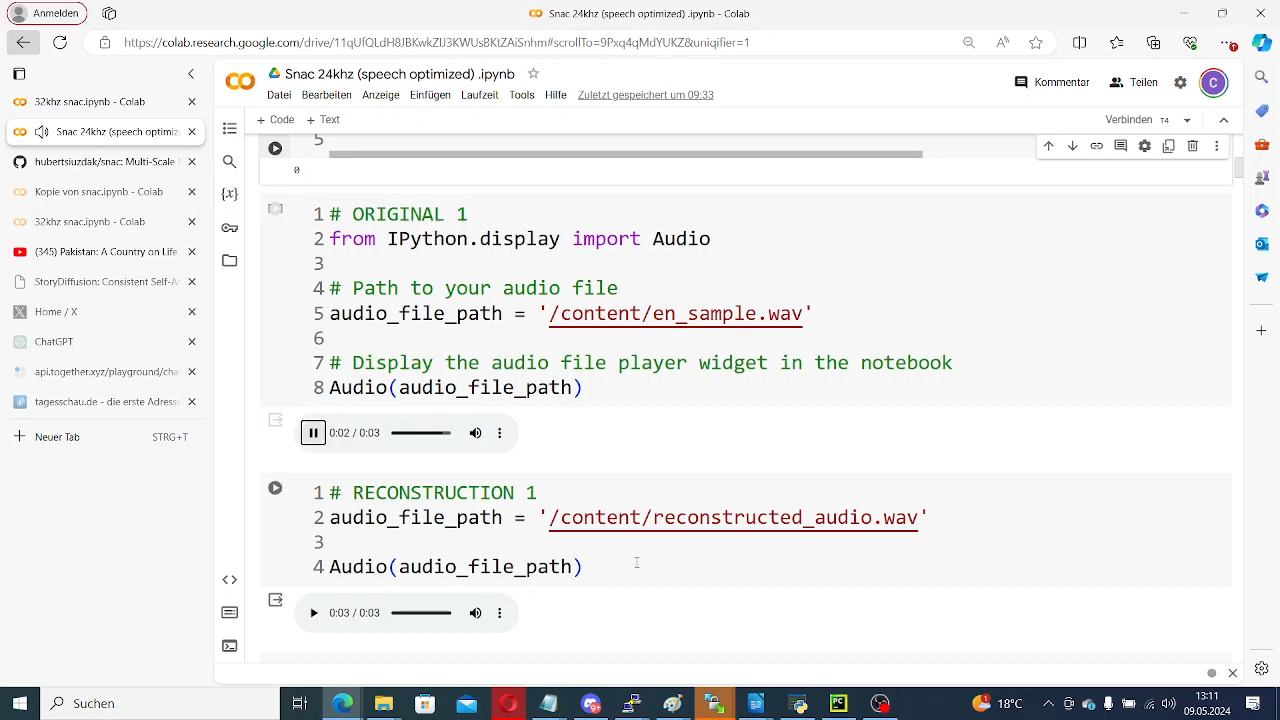 Anmelden
Snac 24khz (speech optimized) .ipynb – Colab
https://colab.research.google.com/drive/11qUfQLdH8JBKwkZlJ3KWUsBKtZAiSnhm#scrollTo=9Pxq4qMdYUKZ&uniqifier=1
32khz snac.ipynb - Colab
Snac 24khz (speech optimiz
hubertsiuzdak/snac: Multi-Scale
Kopie von snac.ipynb - Colab
32khz snac.ipynb - Colab
(345) Pakistan: A Country on Life
StoryDiffusion: Consistent Self-A
Home / X
ChatGPT
api.together.xyz/playground/cha
tagesschau.de - die erste Adress
Neuer Tab
STRG+T
Snac 24khz (speech optimized) .ipynb
Datei Bearbeiten Anzeige Einfügen Laufzeit Tools Hilfe Zuletzt gespeichert um 09:33
Kommentar Teilen C
+ Code + Text
Verbinden T4
5
0
1 # ORIGINAL 1
2 from IPython.display import Audio
3
4 # Path to your audio file
5 audio_file_path = '/content/en_sample.wav'
6
7 # Display the audio file player widget in the notebook
8 Audio(audio_file_path)
0:02 / 0:03
1 # RECONSTRUCTION 1
2 audio_file_path = '/content/reconstructed_audio.wav'
3
4 Audio(audio_file_path)
0:03 / 0:03
Suchen
18°C
13:11
09.05.2024